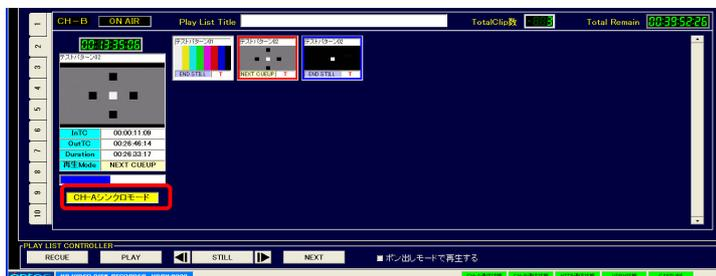 CH-B ON AIR Play List Title TotalClip数 Total Remain 00:39:52:26
1
2
3
4
5
6
7
8
9
10
00:13:35:06
テストパターン02
InTC 00:00:11:09
OutTC 00:26:46:14
Duration 00:26:33:17
再生Mode NEXT CUEUP
CH-Aシンクロモード
テストパターン01
END STILL T
テストパターン02
NEXT CUEUP T
テストパターン02
END STILL T
PLAY LIST CONTROLLER
RECUE PLAY STILL NEXT ■ポン出しモードで再生する